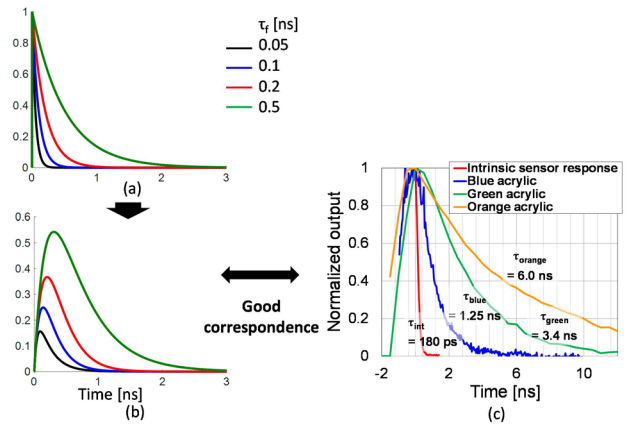 τf [ns]
0.05
0.1
0.2
0.5
1
0.8
0.6
0.4
0.2
0
0
1
2
3
(a)
0.6
0.5
0.4
0.3
0.2
0.1
0
0
1
2
3
Time [ns]
(b)
Good
correspondence
Intrinsic sensor response
Blue acrylic
Green acrylic
Orange acrylic
Normalized output
1
0.8
0.6
0.4
0.2
0
τorange
= 6.0 ns
τblue
= 1.25 ns
τgreen
= 3.4 ns
τint
= 180 ps
-2
2
6
10
Time [ns]
(c)